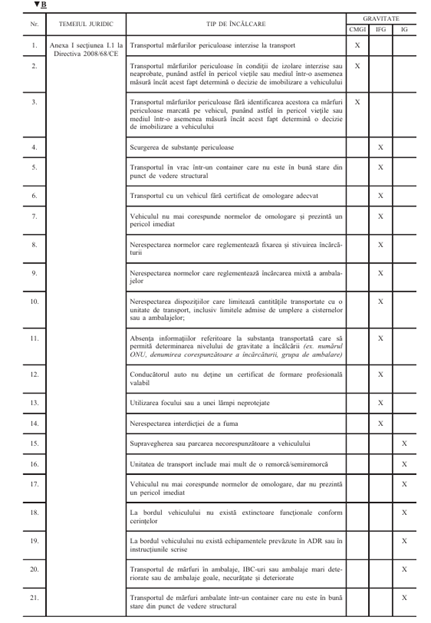 ▼B
Nr. TEMEIUL JURIDIC TIP DE ÎNCĂLCARE GRAVITATE
CMGI IFG IG
1. Anexa I secțiunea I.1 la Directiva 2008/68/CE Transportul mărfurilor periculoase interzise la transport X
2. Transportul mărfurilor periculoase în condiții de izolare interzise sau
neaprobate, punând astfel în pericol viețile sau mediul într-o asemenea
măsură încât acest fapt determină o decizie de imobilizare a vehiculului X
3. Transportul mărfurilor periculoase fără identificarea acestora ca mărfuri
periculoase marcată pe vehicul, punând astfel în pericol viețile sau
mediul într-o asemenea măsură încât acest fapt determină o decizie
de imobilizare a vehiculului X
4. Scurgerea de substanțe periculoase X
5. Transportul în vrac într-un container care nu este în bună stare din
punct de vedere structural X
6. Transportul cu un vehicul fără certificat de omologare adecvat X
7. Vehiculul nu mai corespunde normelor de omologare și prezintă un
pericol imediat X
8. Nerespectarea normelor care reglementează fixarea și stivuirea încărcă-
turii X
9. Nerespectarea normelor care reglementează încărcarea mixtă a ambala-
jelor X
10. Nerespectarea dispozițiilor care limitează cantitățile transportate cu o
unitate de transport, inclusiv limitele admise de umplere a cisternelor
sau a ambalajelor; X
11. Absența informațiilor referitoare la substanța transportată care să
permită determinarea nivelului de gravitate a încălcării (es. numărul
ONU, denumirea corespunzătoare a încărcăturii, grupa de ambalare) X
12. Conducătorul auto nu deține un certificat de formare profesională
valabil X
13. Utilizarea focului sau a unei lămpi neprotejate X
14. Nerespectarea interdicției de a fuma X
15. Supravegherea sau parcarea necorespunzătoare a vehiculului X
16. Unitatea de transport include mai mult de o remorcă/semiremorcă X
17. Vehiculul nu mai corespunde normelor de omologare, dar nu prezintă
un pericol imediat X
18. La bordul vehiculului nu există extinctoare funcționale conform
cerințelor X
19. La bordul vehiculului nu există echipamentele prevăzute în ADR sau în
instrucțiunile scrise X
20. Transportul de mărfuri în ambalaje, IBC-uri sau ambalaje mari dete-
riorate sau de ambalaje goale, necurățate și deteriorate X
21. Transportul de mărfuri ambalate într-un container care nu este în bună
stare din punct de vedere structural X